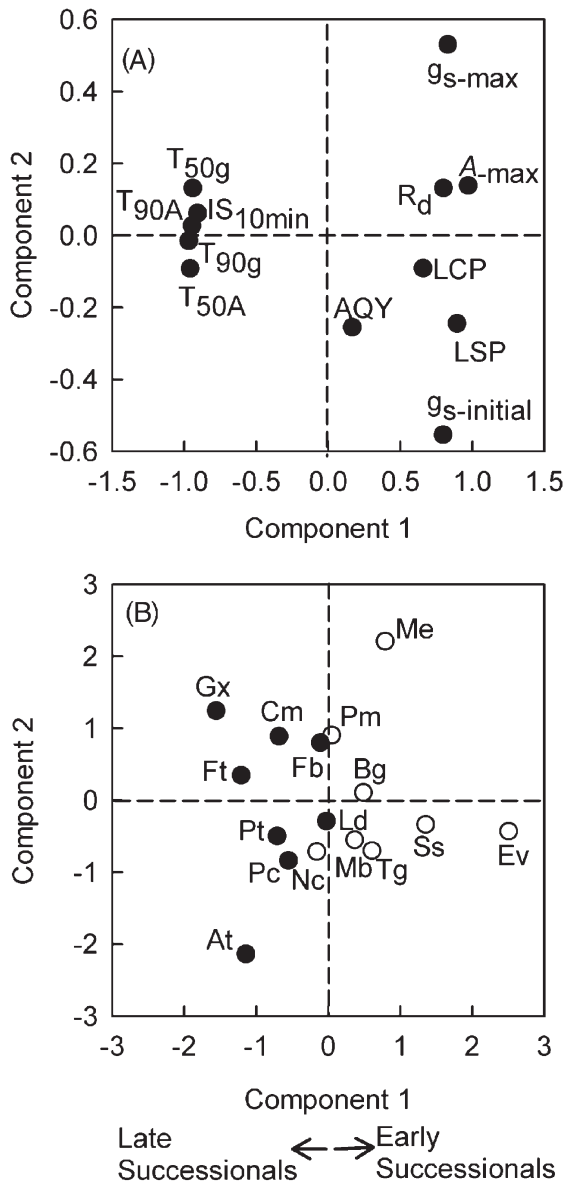 (A)
0.6
0.4
0.2
0.0
-0.2
-0.4
-0.6
Component 2
gs-max
A-max
Rd
T50g
T90A
IS10min
T90g
T50A
LCP
AQY
LSP
gs-initial
-1.5 -1.0 -0.5 0.0 0.5 1.0 1.5
Component 1
(B)
3
2
1
0
-1
-2
-3
Component 2
Me
Gx
Cm
Pm
Fb
Ft
Bg
Ld
Pt
Pc
Nc
Mb
Tg
Ss
Ev
At
-3 -2 -1 0 1 2 3
Component 1
Late Successionals
Early Successionals